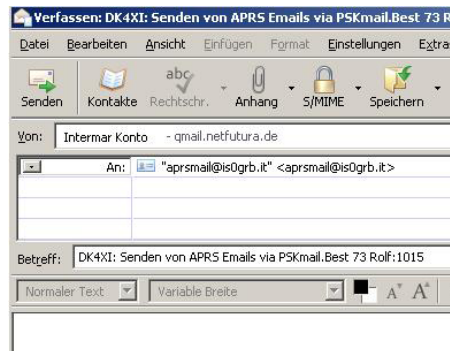 Verfassen: DK4XI: Senden von APRS Emails via PSKmail.Best 73 R
Datei Bearbeiten Ansicht Einfügen Format Einstellungen Extra
Senden Kontakte Rechtschr. Anhang S/MIME Speichern
Von: Intermar Konto - qmail.netfutura.de
An: "aprsmail@is0grb.it" <aprsmail@is0grb.it>
Betreff: DK4XI: Senden von APRS Emails via PSKmail.Best 73 Rolf:1015
Normaler Text Variable Breite A A